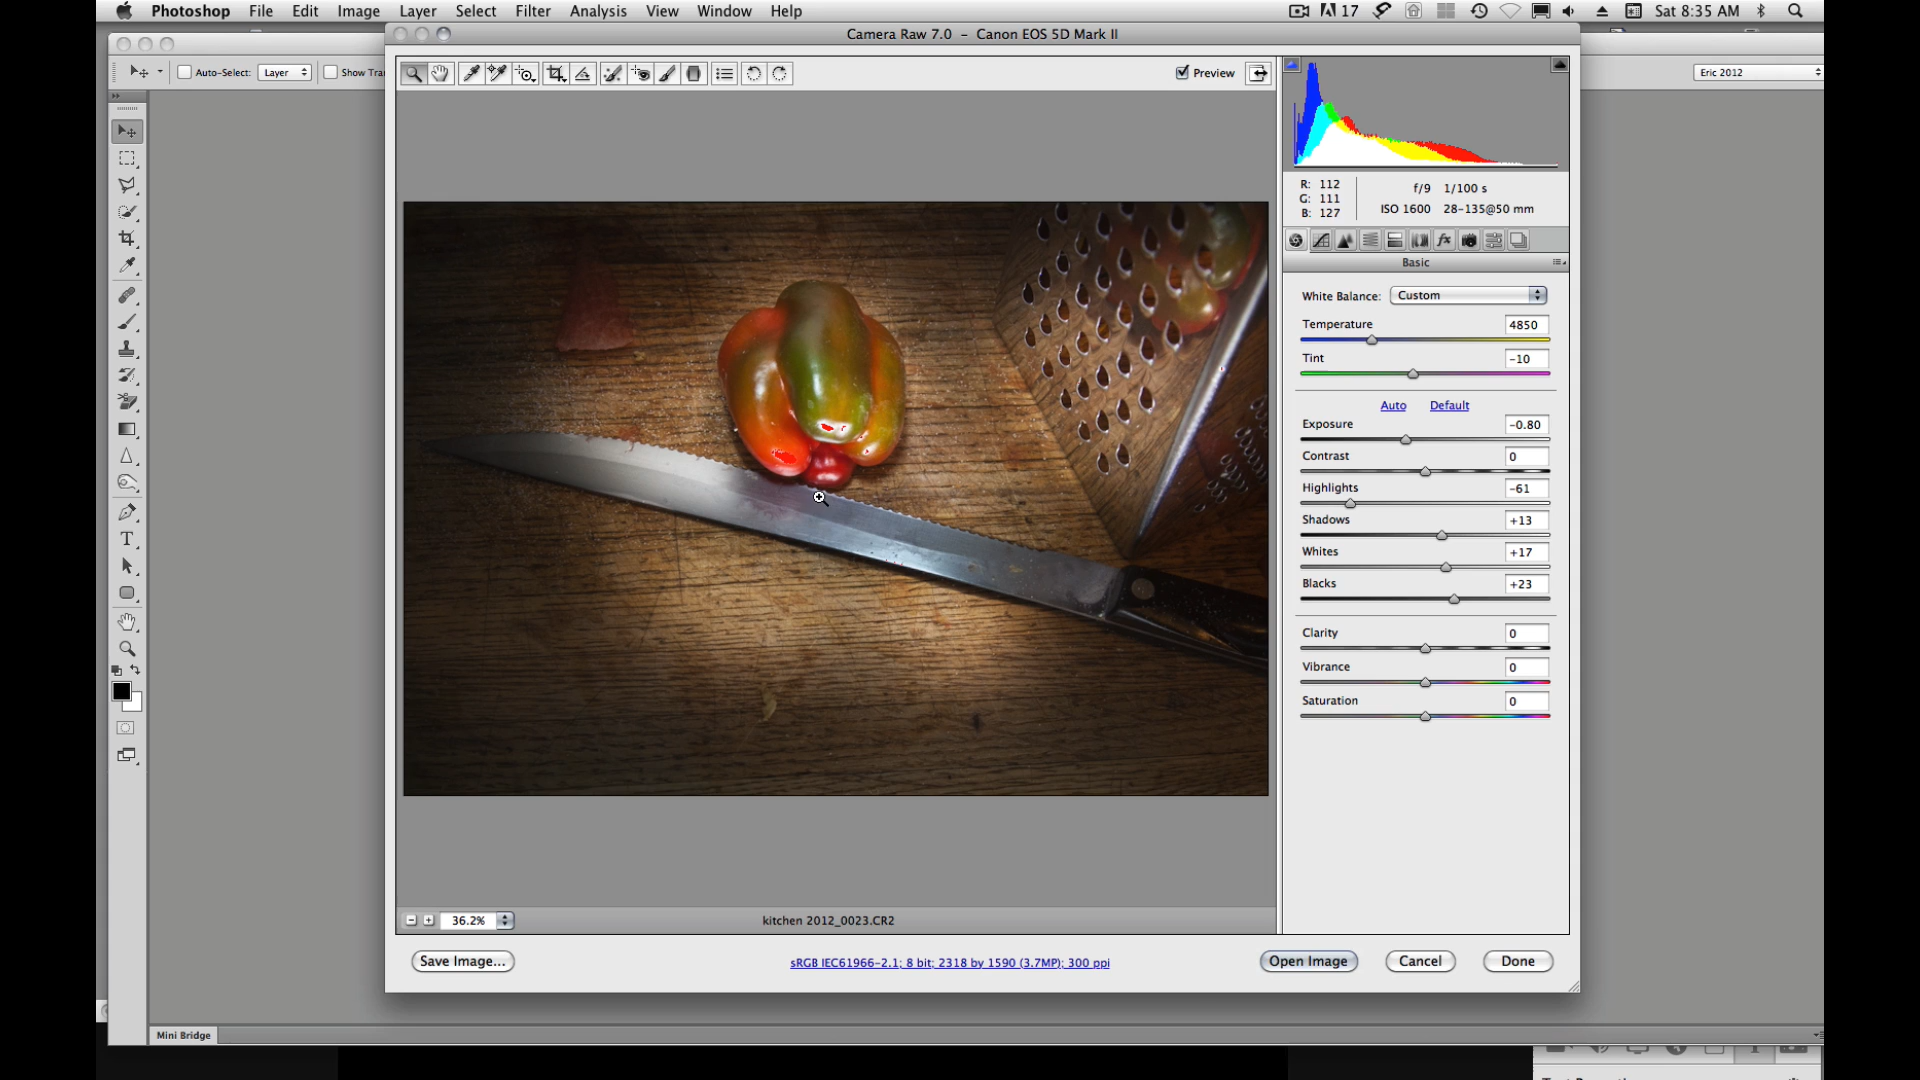 Photoshop File Edit Image Layer Select Filter Analysis View Window Help 17 Sat 8:35 AM
Camera Raw 7.0 - Canon EOS 5D Mark II
Auto-Select: Layer Show Tra
Preview
Eric 2012
R: 112
G: 111
B: 127
f/9 1/100 s
ISO 1600 28-135@50 mm
Basic
White Balance: Custom
Temperature 4850
Tint -10
Auto Default
Exposure -0.80
Contrast 0
Highlights -61
Shadows +13
Whites +17
Blacks +23
Clarity 0
Vibrance 0
Saturation 0
36.2% kitchen 2012_0023.CR2
Save Image... sRGB IEC61966-2.1; 8 bit; 2318 by 1590 (3.7MP); 300 ppi Open Image Cancel Done
Mini Bridge